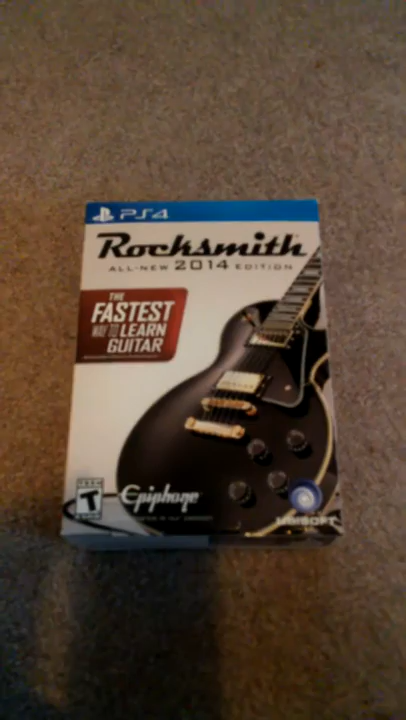 PS4
Rocksmith
ALL-NEW 2014 EDITION
THE
FASTEST
WAY TO LEARN
GUITAR
TEEN
T
Epiphone
UBISOFT